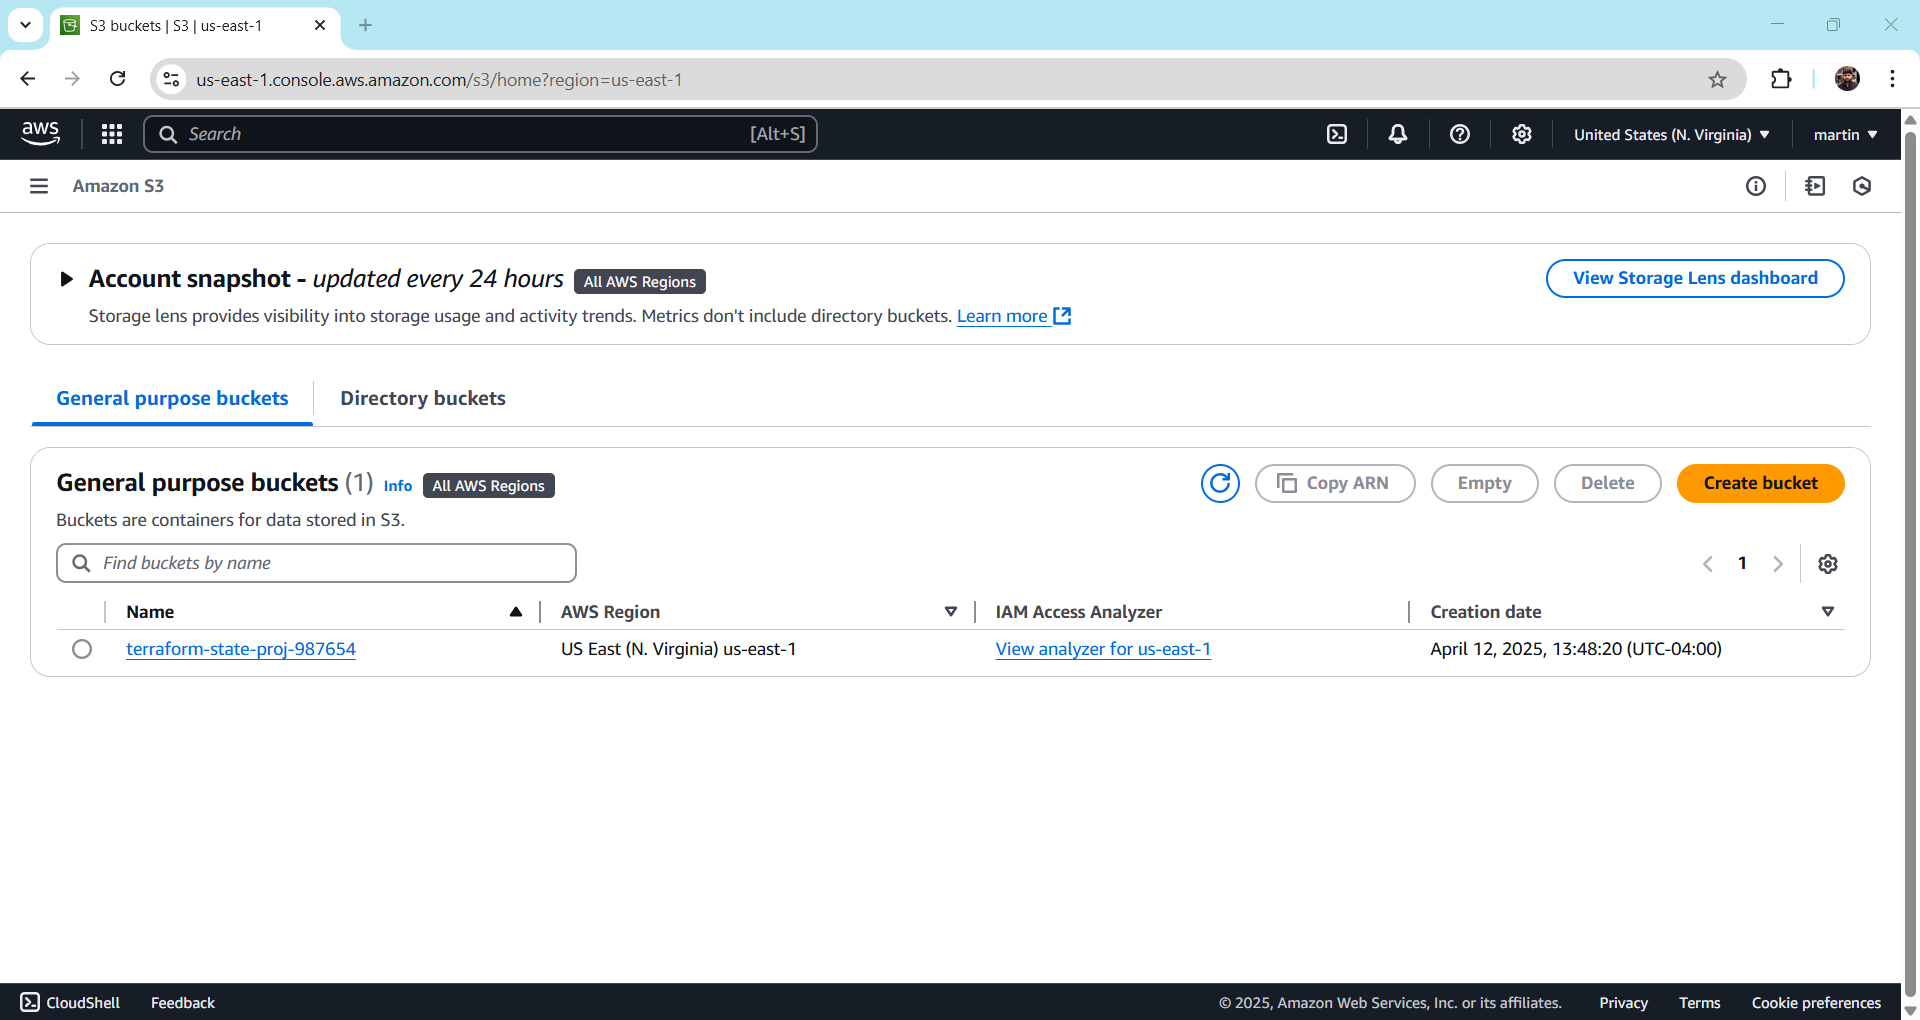 S3 buckets | S3 | us-east-1
us-east-1.console.aws.amazon.com/s3/home?region=us-east-1
aws
Search [Alt+S]
United States (N. Virginia)
martin
Amazon S3
Account snapshot - updated every 24 hours All AWS Regions
View Storage Lens dashboard
Storage lens provides visibility into storage usage and activity trends. Metrics don't include directory buckets. Learn more
General purpose buckets
Directory buckets
General purpose buckets (1) Info All AWS Regions
Copy ARN
Empty
Delete
Create bucket
Buckets are containers for data stored in S3.
Find buckets by name
1
Name AWS Region IAM Access Analyzer Creation date
terraform-state-proj-987654 US East (N. Virginia) us-east-1 View analyzer for us-east-1 April 12, 2025, 13:48:20 (UTC-04:00)
CloudShell Feedback © 2025, Amazon Web Services, Inc. or its affiliates. Privacy Terms Cookie preferences